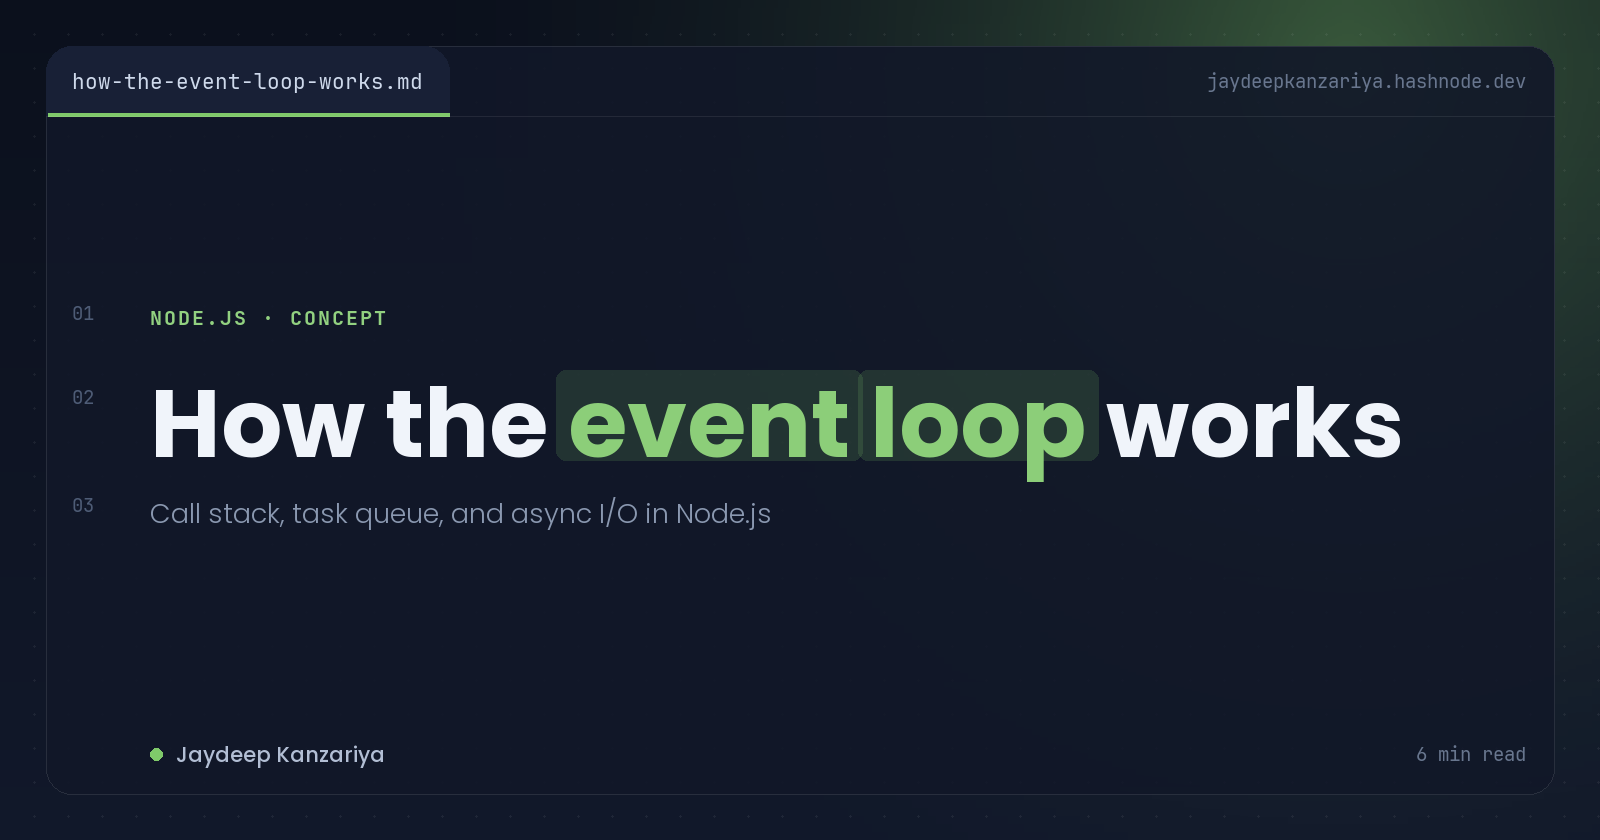 how-the-event-loop-works.md
jaydeepkanzariya.hashnode.dev
01
NODE.JS · CONCEPT
02
How the event loop works
03
Call stack, task queue, and async I/O in Node.js
Jaydeep Kanzariya
6 min read